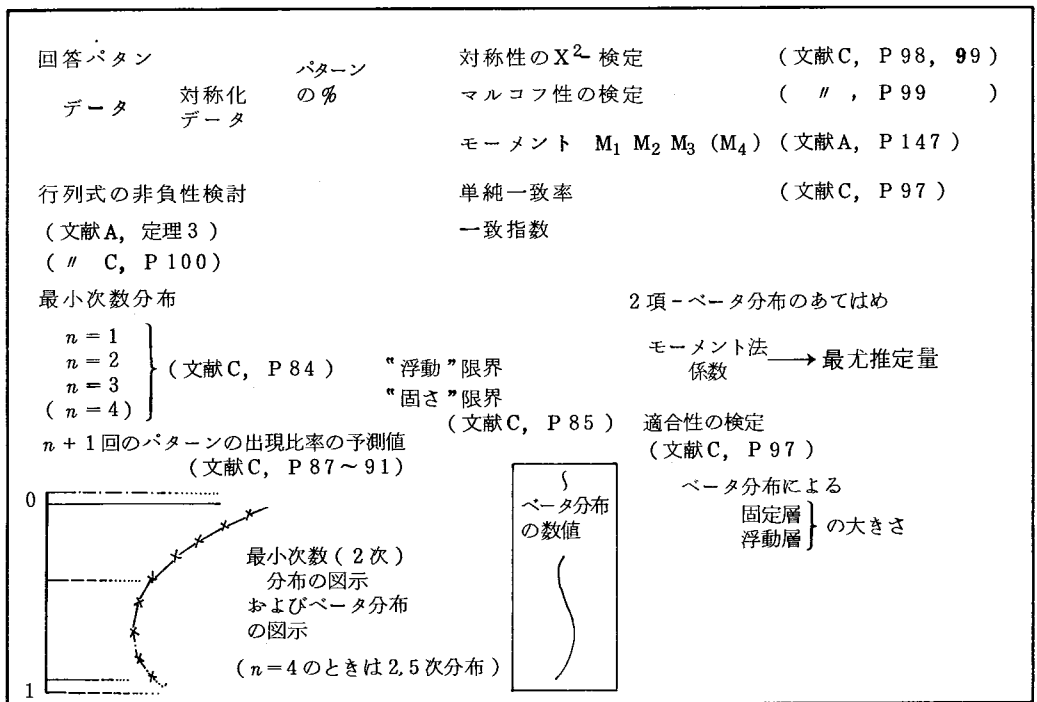 回答パタン
データ 対称化データ パターンの%
対称性のX²-検定 (文献C, P 98, 99)
マルコフ性の検定 ( 〃 , P 99 )
モーメント M₁ M₂ M₃ (M₄) (文献A, P 147)
行列式の非負性検討
(文献A, 定理3)
(〃 C, P 100)
単純一致率 (文献C, P 97)
一致指数
最小次数分布
n = 1
n = 2
n = 3
( n = 4 )
(文献C, P 84)
"浮動"限界
"固さ"限界
(文献C, P 85)
2項-ベータ分布のあてはめ
モーメント法
係数
→ 最尤推定量
適合性の検定
(文献C, P 97)
n + 1回のパターンの出現比率の予測値
(文献C, P 87～91)
ベータ分布による
固定層
浮動層
の大きさ
0
最小次数(2次)
分布の図示
およびベータ分布
の図示
(n=4のときは2,5次分布)
1
ベータ分布
の数値